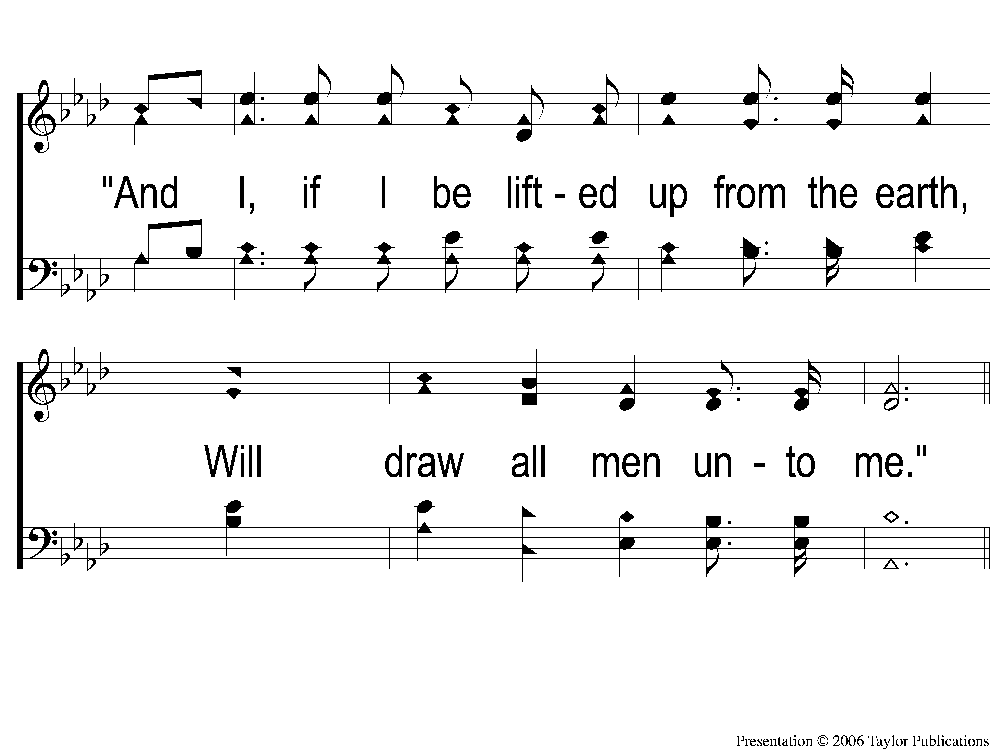 "And I, if I be lift - ed up from the earth,
Will draw all men un - to me."
Presentation © 2006 Taylor Publications